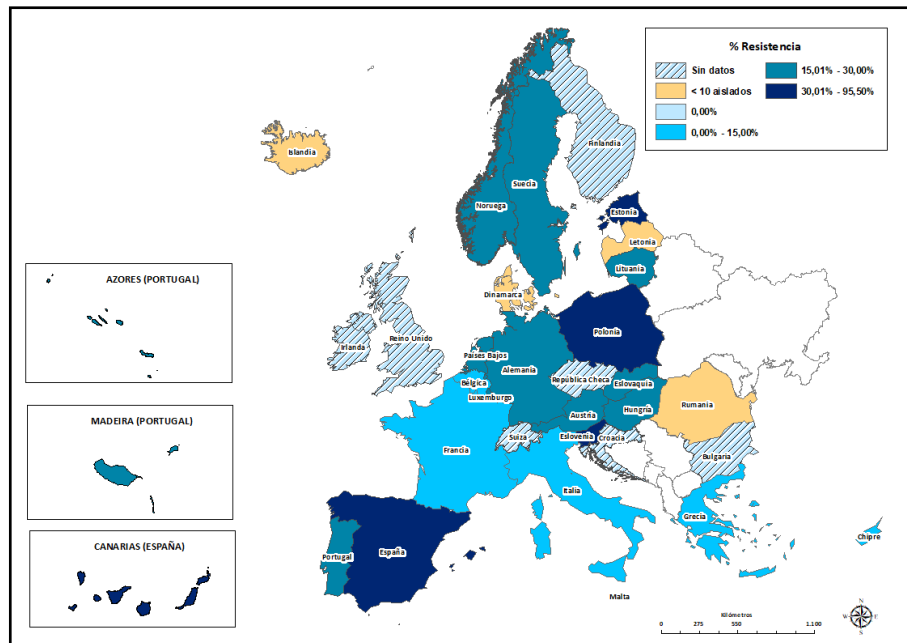 % Resistencia
Sin datos
< 10 aislados
0,00%
0,00% - 15,00%
15,01% - 30,00%
30,01% - 95,50%
Islandia
Finlandia
Suecia
Noruega
Estonia
Letonia
Lituania
Dinamarca
Irlanda
Reino Unido
Polonia
Países Bajos
Alemania
Bélgica
República Checa
Luxemburgo
Eslovaquia
Austria
Hungría
Rumania
Suiza
Eslovenia
Croacia
Francia
Bulgaria
Italia
Grecia
Portugal
España
Chipre
Malta
AZORES (PORTUGAL)
MADEIRA (PORTUGAL)
CANARIAS (ESPAÑA)
Kilómetros
0 275 550 1.100
N
W E
S